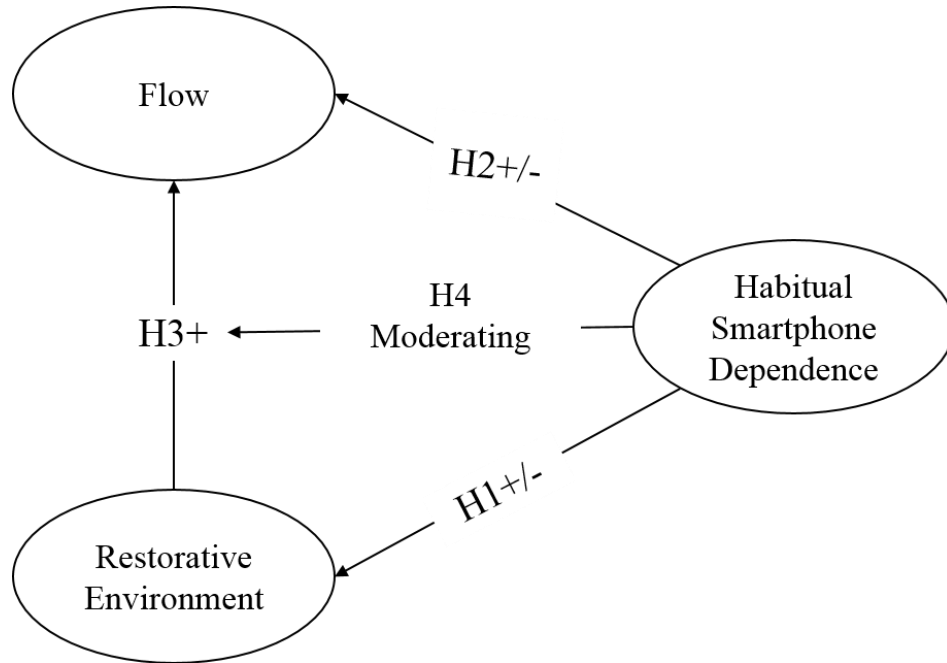 Flow
H2+/-
Habitual
Smartphone
Dependence
H4
Moderating
H3+
H1+/-
Restorative
Environment